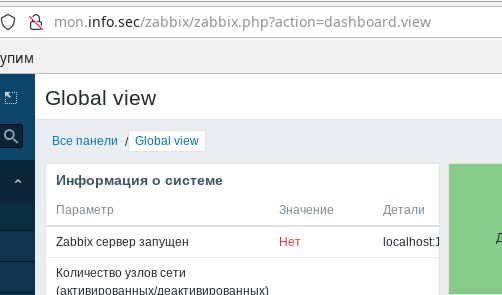 mon.info.sec/zabbix/zabbix.php?action=dashboard.view
упим
Global view
Все панели / Global view
Информация о системе
Параметр Значение Детали
Zabbix сервер запущен Нет localhost:1
Количество узлов сети
(активированных/деактивированных)